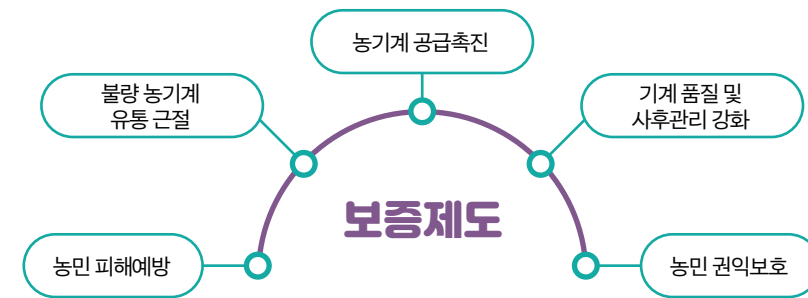 농기계 공급촉진
불량 농기계
유통 근절
기계 품질 및
사후관리 강화
보증제도
농민 피해예방
농민 권익보호